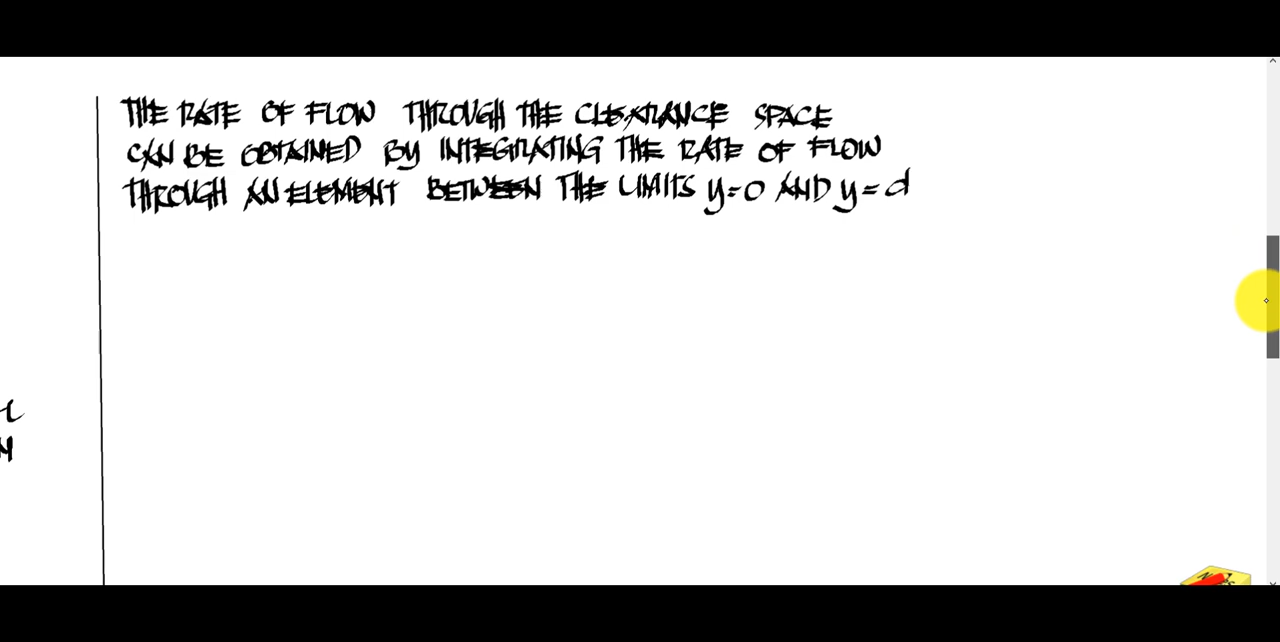 THE RATE OF FLOW THROUGH THE CLEARANCE SPACE
CAN BE OBTAINED BY INTEGRATING THE RATE OF FLOW
THROUGH AN ELEMENT BETWEEN THE LIMITS y=0 AND y=d